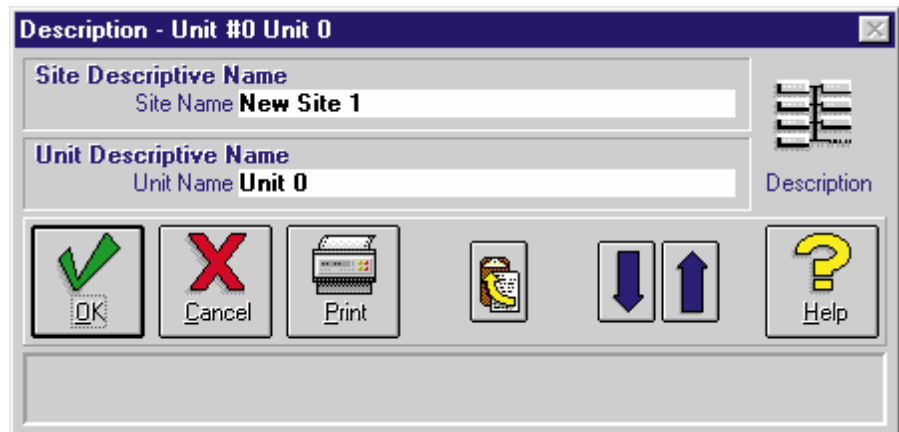 Description - Unit #0 Unit 0
Site Descriptive Name
Site Name New Site 1
Unit Descriptive Name
Unit Name Unit 0
Description
OK
Cancel
Print
Help